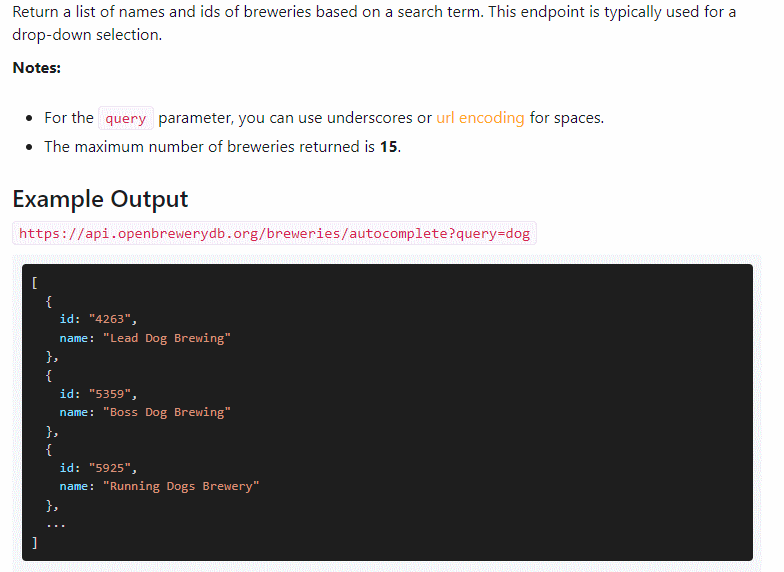 Return a list of names and ids of breweries based on a search term. This endpoint is typically used for a
drop-down selection.
Notes:
• For the query parameter, you can use underscores or url encoding for spaces.
• The maximum number of breweries returned is 15.
Example Output
https://api.openbrewerydb.org/breweries/autocomplete?query=dog
[
  {
    id: "4263",
    name: "Lead Dog Brewing"
  },
  {
    id: "5359",
    name: "Boss Dog Brewing"
  },
  {
    id: "5925",
    name: "Running Dogs Brewery"
  },
  ...
]